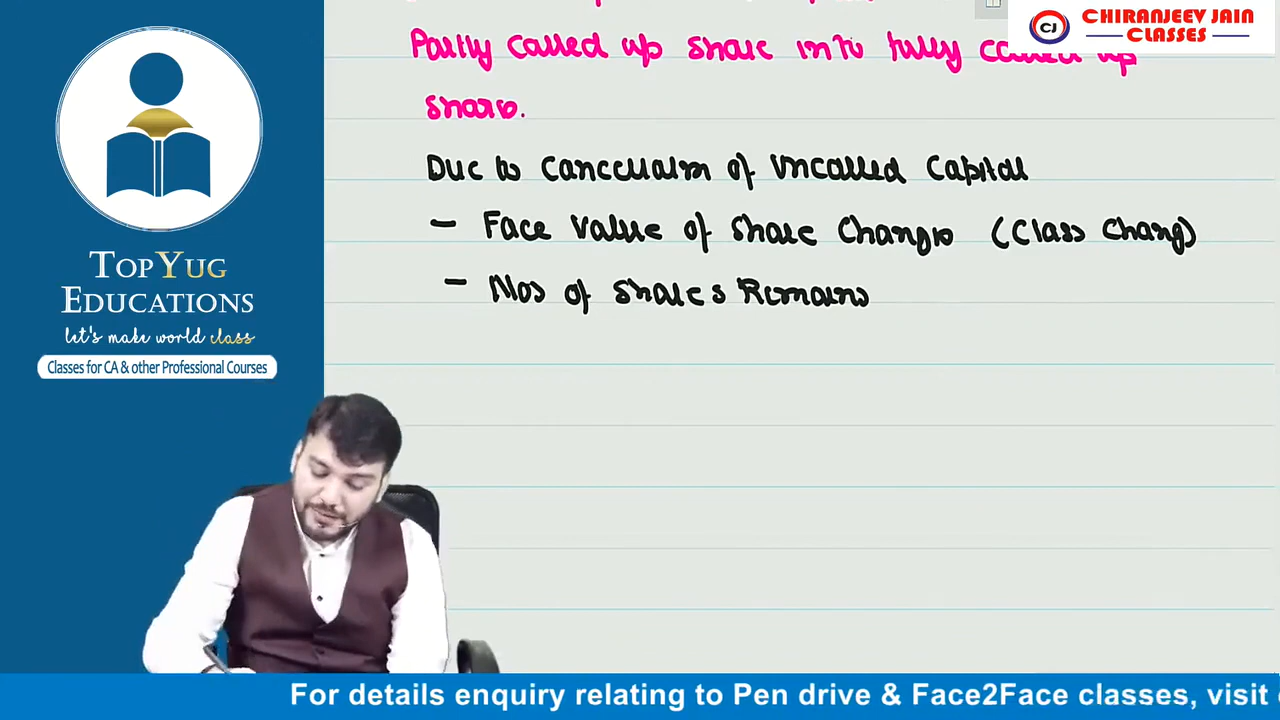 CHIRANJEEV JAIN
CJ
CLASSES
Partly called up share into fully called up
share.
Due to Cancellation of Uncalled Capital
- Face value of share Changes (Class Change)
- Nos of shares Remains
TOPYUG
EDUCATIONS
let's make world class
Classes for CA & other Professional Courses
For details enquiry relating to Pen drive & Face2Face classes, visit